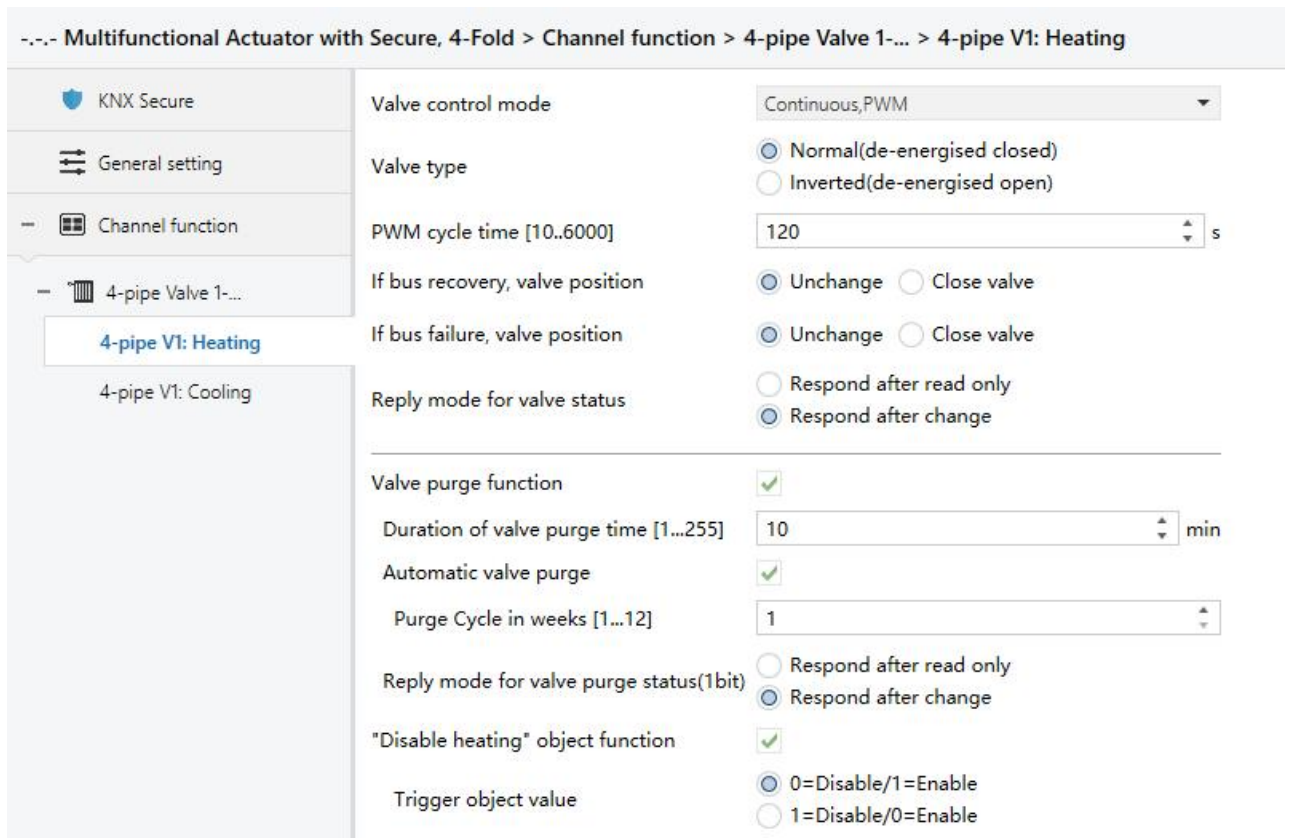 -.-.- Multifunctional Actuator with Secure, 4-Fold > Channel function > 4-pipe Valve 1-... > 4-pipe V1: Heating
KNX Secure
General setting
Channel function
4-pipe Valve 1-...
4-pipe V1: Heating
4-pipe V1: Cooling
Valve control mode
Continuous,PWM
Valve type
Normal(de-energised closed)
Inverted(de-energised open)
PWM cycle time [10..6000]
120
s
If bus recovery, valve position
Unchange
Close valve
If bus failure, valve position
Unchange
Close valve
Reply mode for valve status
Respond after read only
Respond after change
Valve purge function
Duration of valve purge time [1...255]
10
min
Automatic valve purge
Purge Cycle in weeks [1...12]
1
Reply mode for valve purge status(1bit)
Respond after read only
Respond after change
"Disable heating" object function
Trigger object value
0=Disable/1=Enable
1=Disable/0=Enable